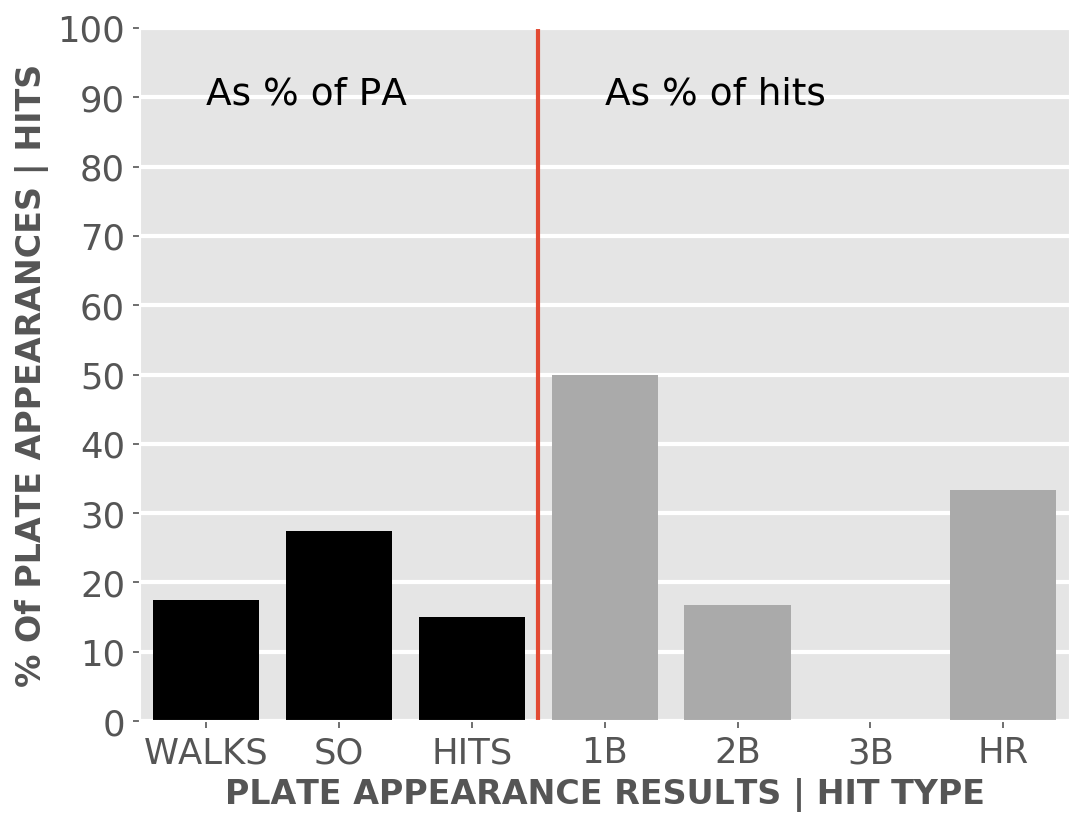 % Of PLATE APPEARANCES | HITS
100
90
80
70
60
50
40
30
20
10
0
As % of PA
As % of hits
WALKS SO HITS 1B 2B 3B HR
PLATE APPEARANCE RESULTS | HIT TYPE